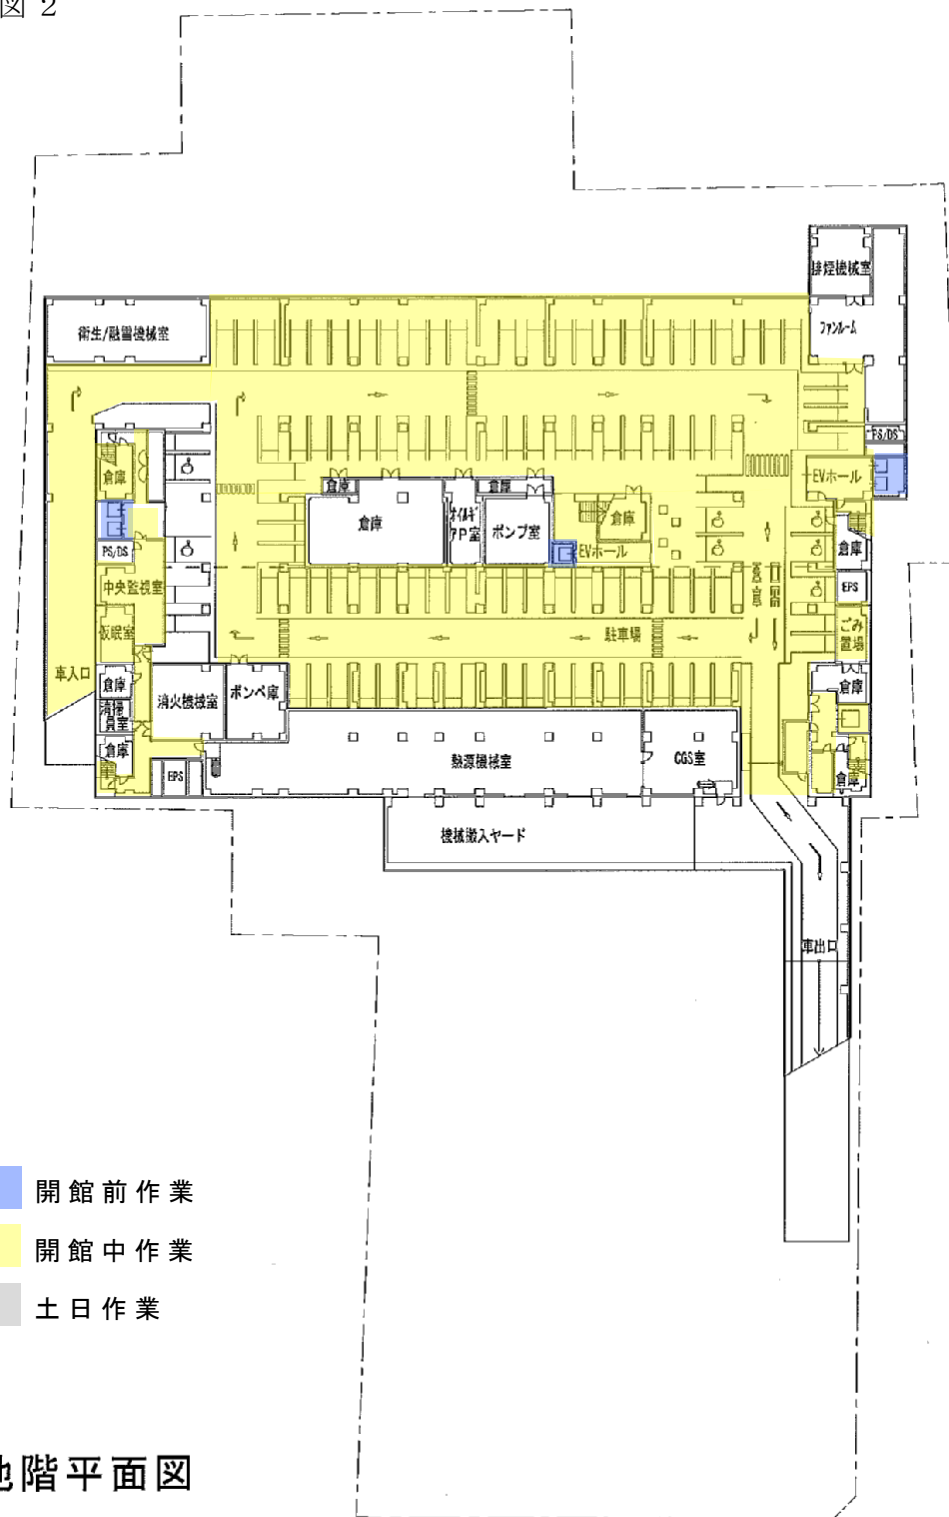 図 2
排煙機械室
衛生/融雪機械室
ファンルーム
PS/DS
倉庫
EVホール
倉庫
倉庫
倉庫
ポンプ室
倉庫
PS/DS
EVホール
倉庫
中央監視室
EPS
仮眠室
駐車場
ごみ
置場
車入口
倉庫
消火機械室
ボンベ庫
倉庫
清掃
員室
倉庫
熱源機械室
CGS室
EPS
倉庫
機械搬入ヤード
車出口
開館前作業
開館中作業
土日作業
地階平面図